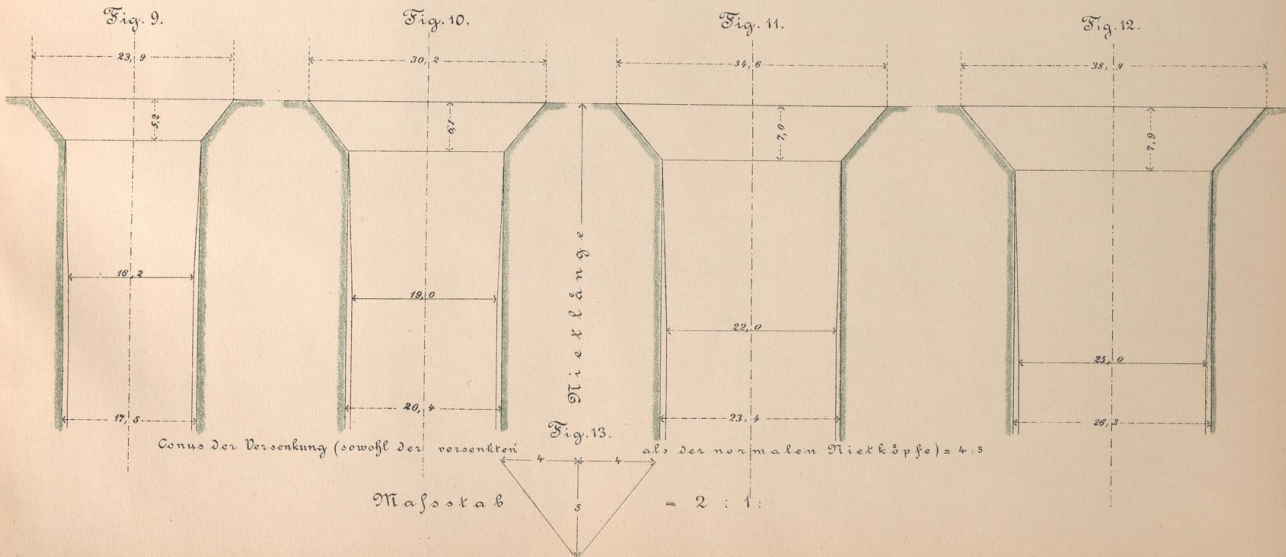 Fig. 9.
Fig. 10.
Fig. 11.
Fig. 12.
23,9
30,2
34,6
38,9
5,2
6,1
7,0
7,9
Nietlänge
16,2
19,0
22,0
25,0
17,5
20,4
23,4
26,3
Fig. 13.
Conus der Versenkung (sowohl der versenkten als der normalen Nietköpfe) = 4:5
4 4
5
Massstab = 2 : 1: